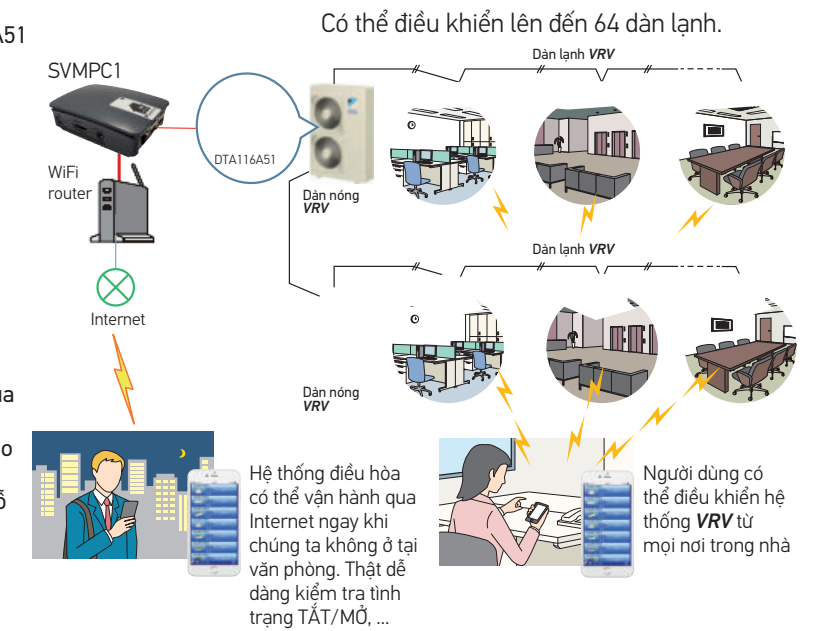 Có thể điều khiển lên đến 64 dàn lạnh.
A51
SVMPC1
Dàn lạnh VRV
DTA116A51
WiFi
router
Dàn nóng
VRV
Dàn lạnh VRV
Internet
Dàn nóng
VRV
Hệ thống điều hòa
có thể vận hành qua
Internet ngay khi
chúng ta không ở tại
văn phòng. Thật dễ
dàng kiểm tra tình
trạng TẮT/MỞ, ...
Người dùng có
thể điều khiển hệ
thống VRV từ
mọi nơi trong nhà